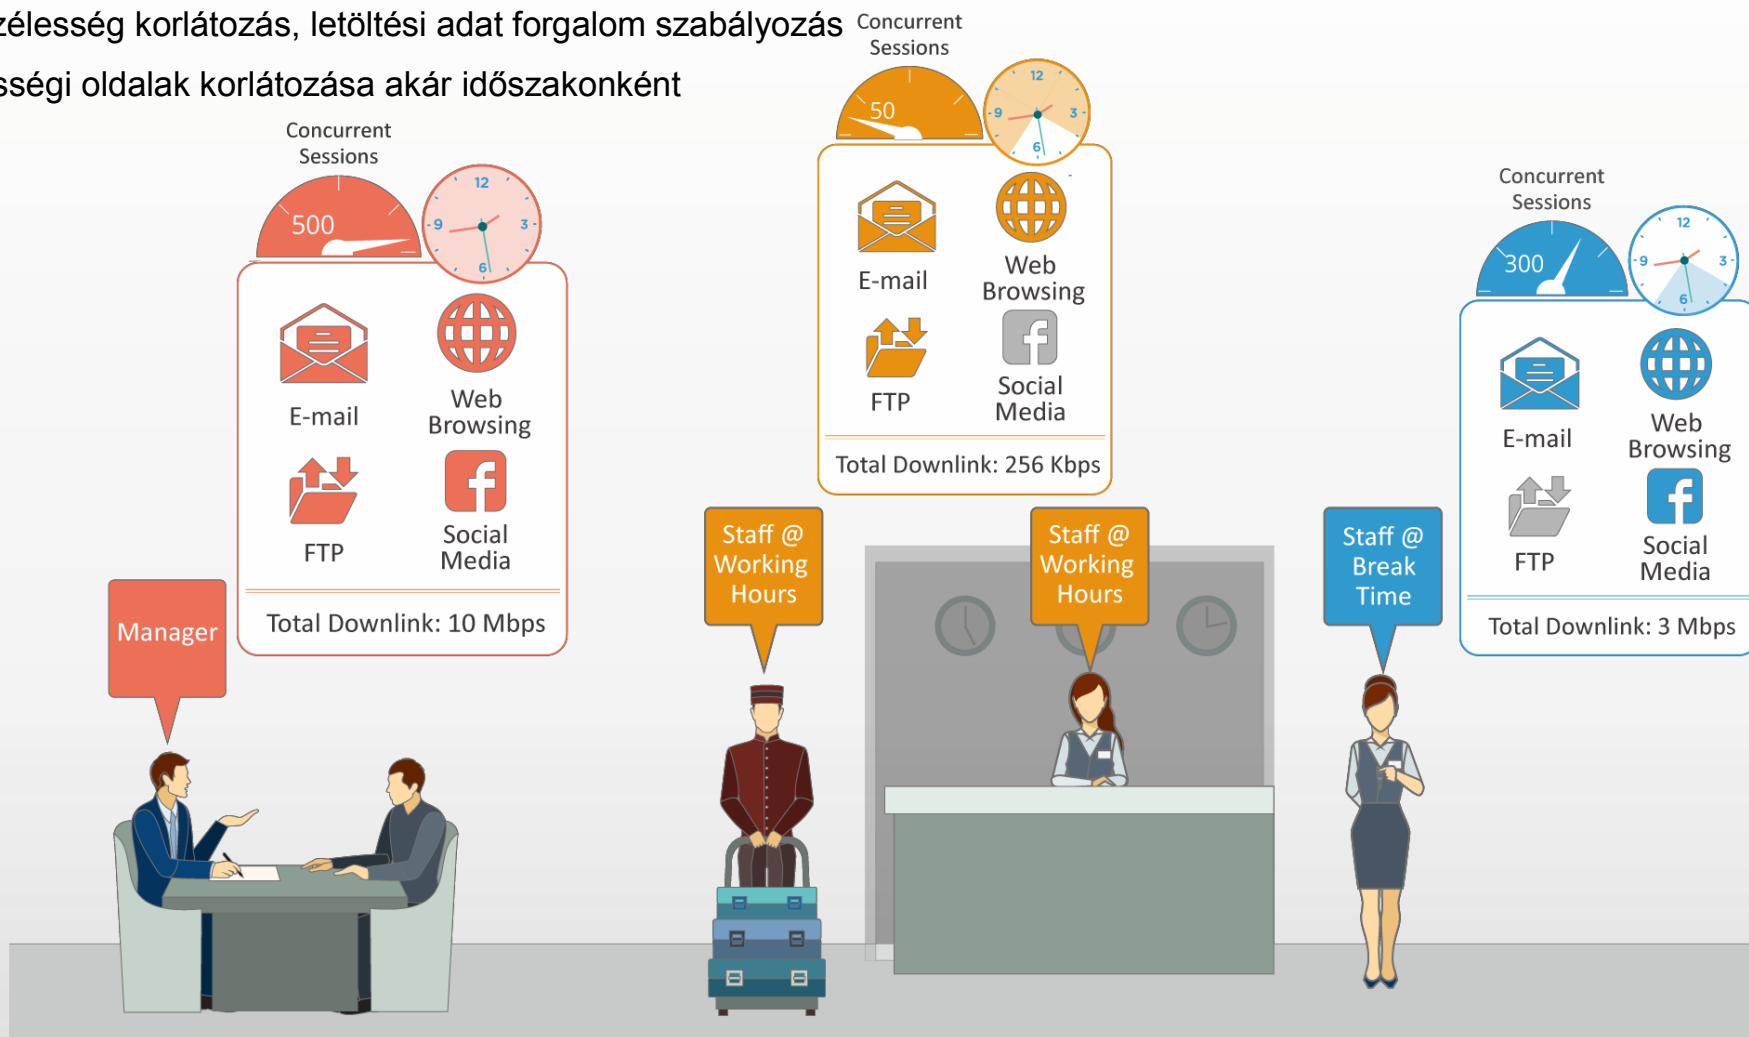 zélesség korlátozás, letöltési adat forgalom szabályozás
sségi oldalak korlátozása akár időszakonként
Concurrent
Sessions
500
12
3
6
9
E-mail
Web
Browsing
FTP
Social
Media
Total Downlink: 10 Mbps
Manager
Concurrent
Sessions
50
12
3
6
9
E-mail
Web
Browsing
FTP
Social
Media
Total Downlink: 256 Kbps
Staff @
Working
Hours
Staff @
Working
Hours
Concurrent
Sessions
300
12
3
6
9
E-mail
Web
Browsing
FTP
Social
Media
Total Downlink: 3 Mbps
Staff @
Break
Time